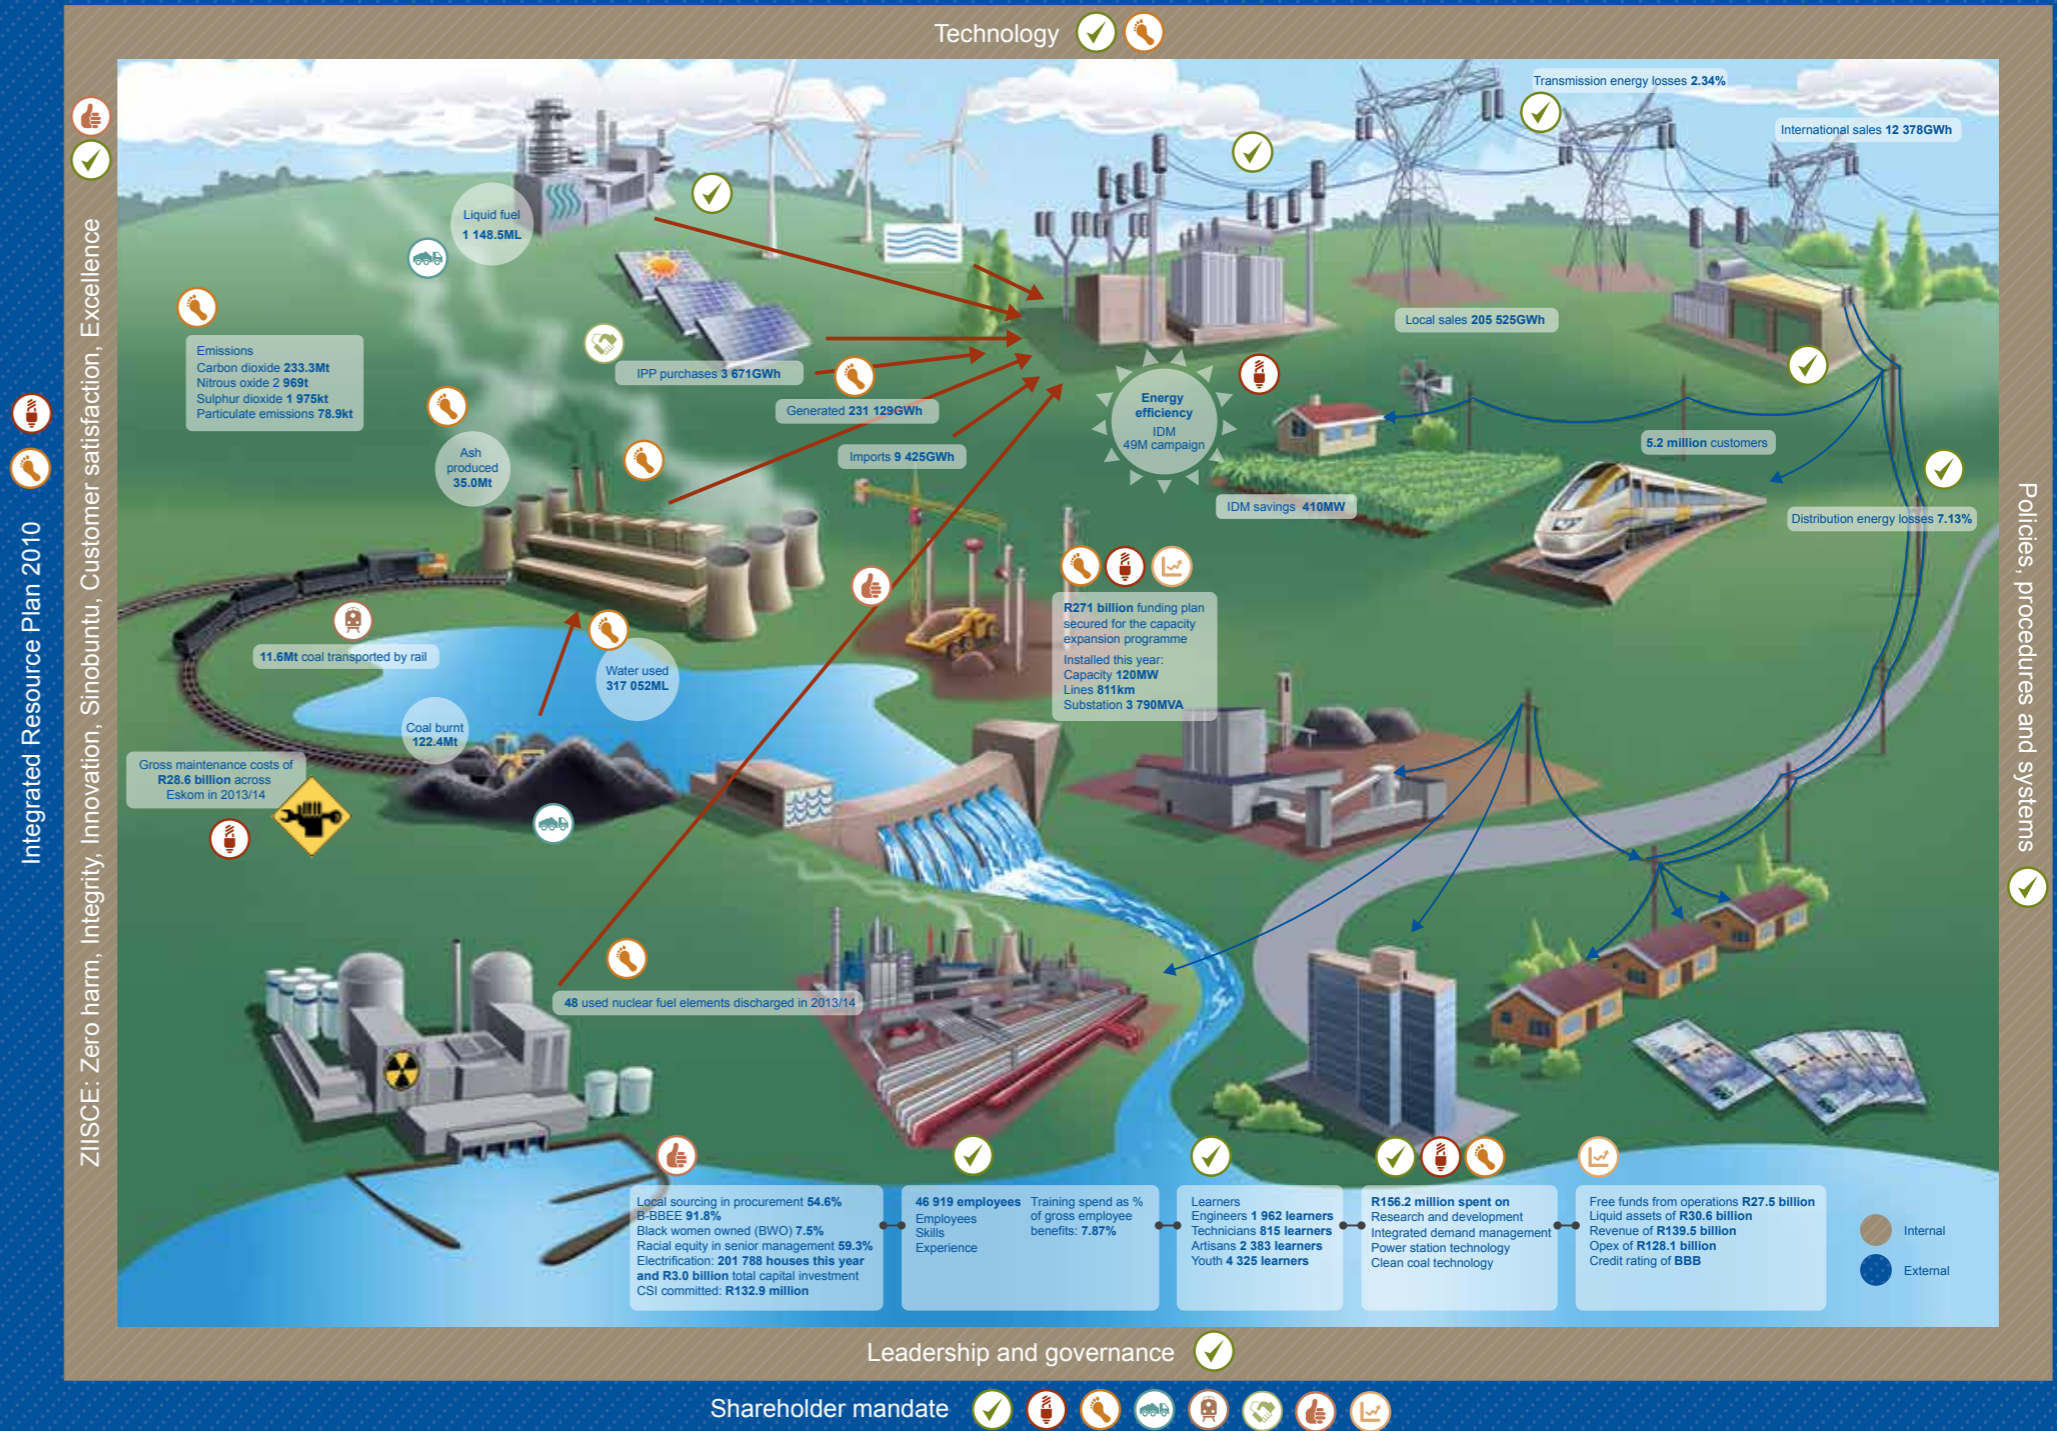 Technology
Integrated Resource Plan 2010
ZIISCE: Zero harm, Integrity, Innovation, Sinobuntu, Customer satisfaction, Excellence
Policies, procedures and systems
Transmission energy losses 2.34%
International sales 12 378GWh
Liquid fuel
1 148.5ML
Emissions
Carbon dioxide 233.3Mt
Nitrous oxide 2 969t
Sulphur dioxide 1 975kt
Particulate emissions 78.9kt
Local sales 205 525GWh
IPP purchases 3 671GWh
Generated 231 129GWh
Imports 9 425GWh
Energy
efficiency
IDM
49M campaign
Ash
produced
35.0Mt
5.2 million customers
IDM savings 410MW
Distribution energy losses 7.13%
R271 billion funding plan
secured for the capacity
expansion programme
Installed this year:
Capacity 120MW
Lines 811km
Substation 3 790MVA
11.6Mt coal transported by rail
Water used
317 052ML
Coal burnt
122.4Mt
Gross maintenance costs of
R28.6 billion across
Eskom in 2013/14
48 used nuclear fuel elements discharged in 2013/14
Local sourcing in procurement 54.6%
B-BBEE 91.8%
Black women owned (BWO) 7.5%
Racial equity in senior management 59.3%
Electrification: 201 788 houses this year
and R3.0 billion total capital investment
CSI committed: R132.9 million
46 919 employees
Employees
Skills
Experience
Training spend as %
of gross employee
benefits: 7.87%
Learners
Engineers 1 962 learners
Technicians 815 learners
Artisans 2 383 learners
Youth 4 325 learners
R156.2 million spent on
Research and development
Integrated demand management
Power station technology
Clean coal technology
Free funds from operations R27.5 billion
Liquid assets of R30.6 billion
Revenue of R139.5 billion
Opex of R128.1 billion
Credit rating of BBB
Internal
External
Leadership and governance
Shareholder mandate